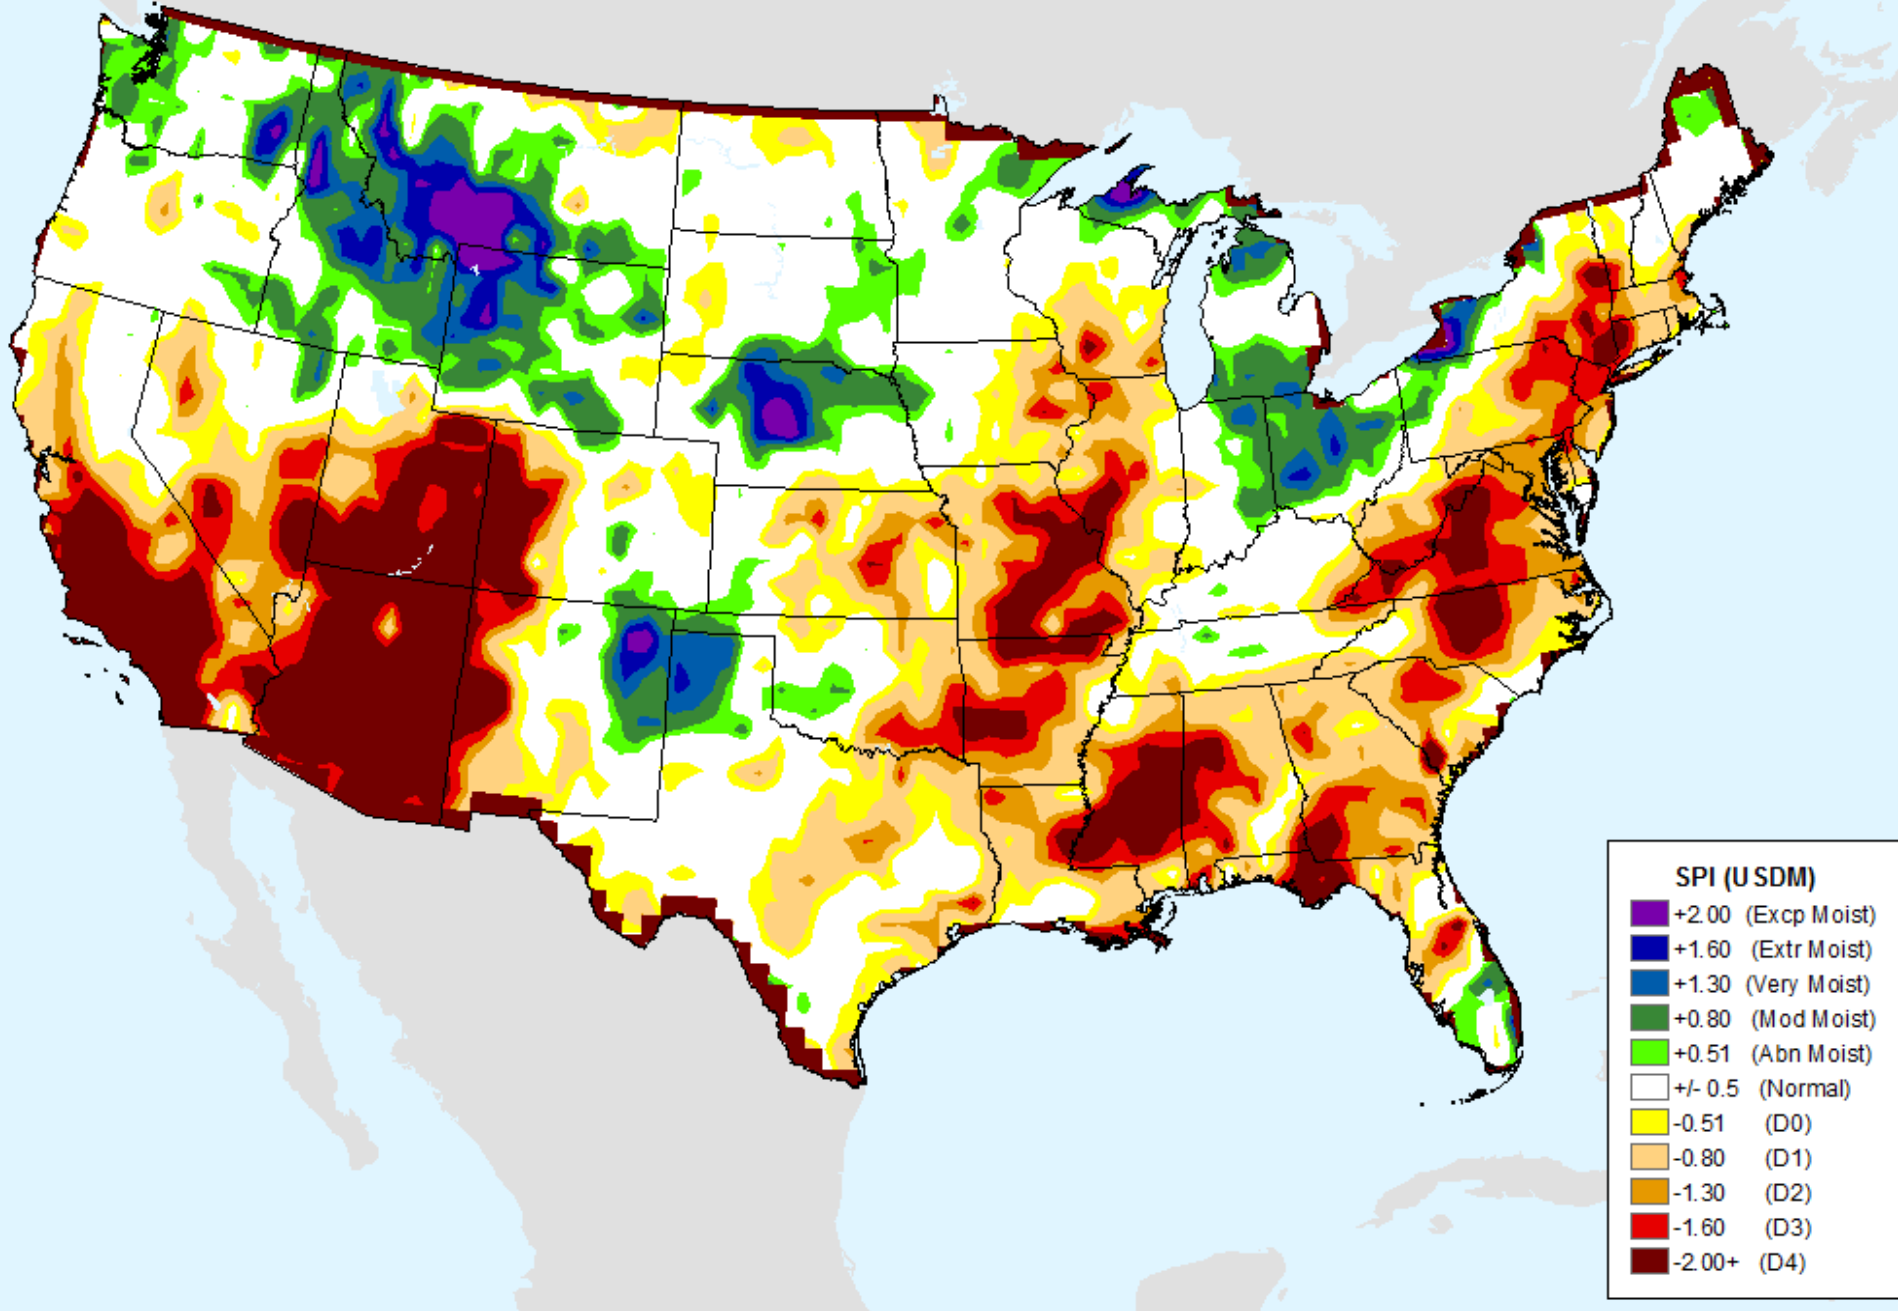 SPI (USDM)
+2.00 (Excp Moist)
+1.60 (Extr Moist)
+1.30 (Very Moist)
+0.80 (Mod Moist)
+0.51 (Abn Moist)
+/- 0.5 (Normal)
-0.51 (D0)
-0.80 (D1)
-1.30 (D2)
-1.60 (D3)
-2.00+ (D4)